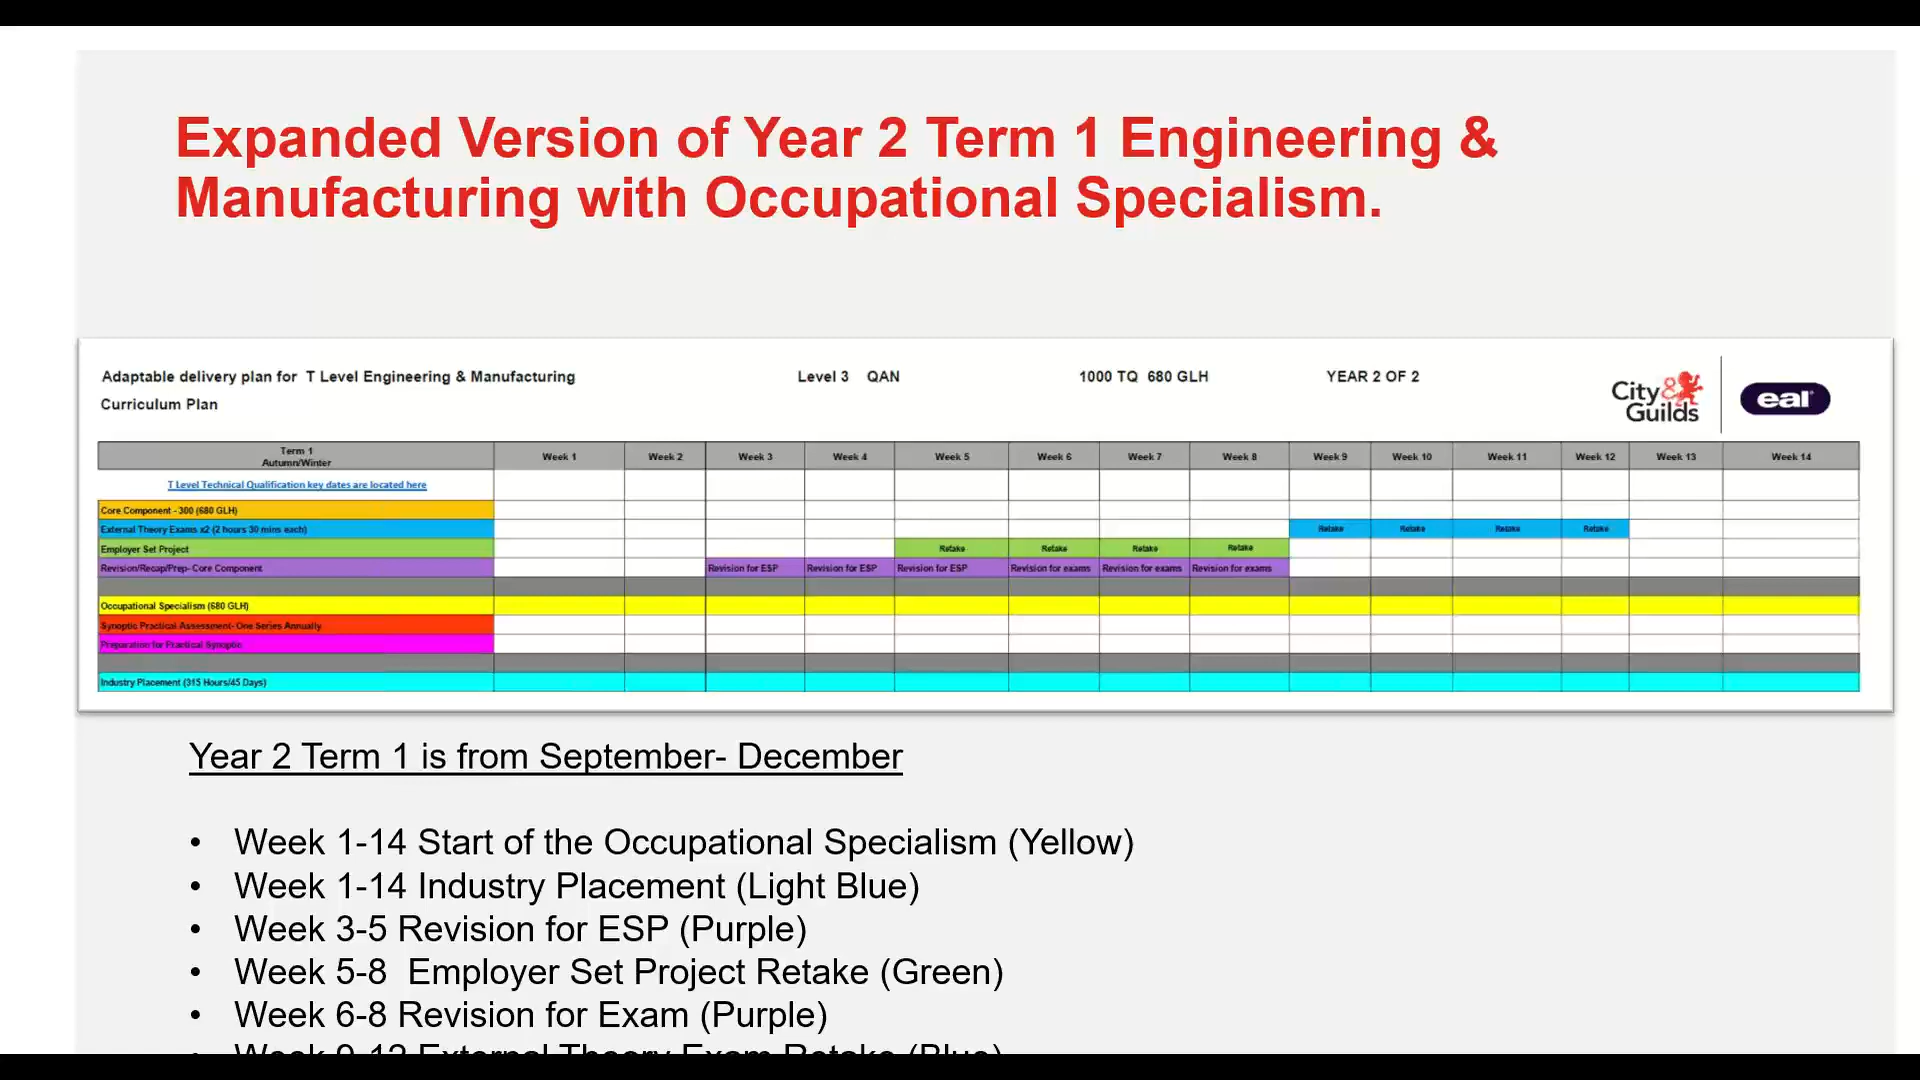 Expanded Version of Year 2 Term 1 Engineering &
Manufacturing with Occupational Specialism.
Adaptable delivery plan for T Level Engineering & Manufacturing
Level 3 QAN
1000 TQ 680 GLH
YEAR 2 OF 2
Curriculum Plan
City & Guilds
eal
Term 1
Autumn/Winter
Week 1 Week 2 Week 3 Week 4 Week 5 Week 6 Week 7 Week 8 Week 9 Week 10 Week 11 Week 12 Week 13 Week 14
T Level Technical Qualification key dates are located here
Core Component - 300 (680 GLH)
External Theory Exams x2 (2 hours 30 mins each) Retake Retake Retake Retake
Employer Set Project Retake Retake Retake Retake
Revision/Recap/Prep- Core Component Revision for ESP Revision for ESP Revision for ESP Revision for exams Revision for exams Revision for exams
Occupational Specialism (680 GLH)
Synoptic Practical Assessment- One Series Annually
Preparation for Practical Synoptic
Industry Placement (315 Hours/45 Days)
Year 2 Term 1 is from September- December
• Week 1-14 Start of the Occupational Specialism (Yellow)
• Week 1-14 Industry Placement (Light Blue)
• Week 3-5 Revision for ESP (Purple)
• Week 5-8 Employer Set Project Retake (Green)
• Week 6-8 Revision for Exam (Purple)
• Week 9-12 External Theory Exam Retake (Blue)